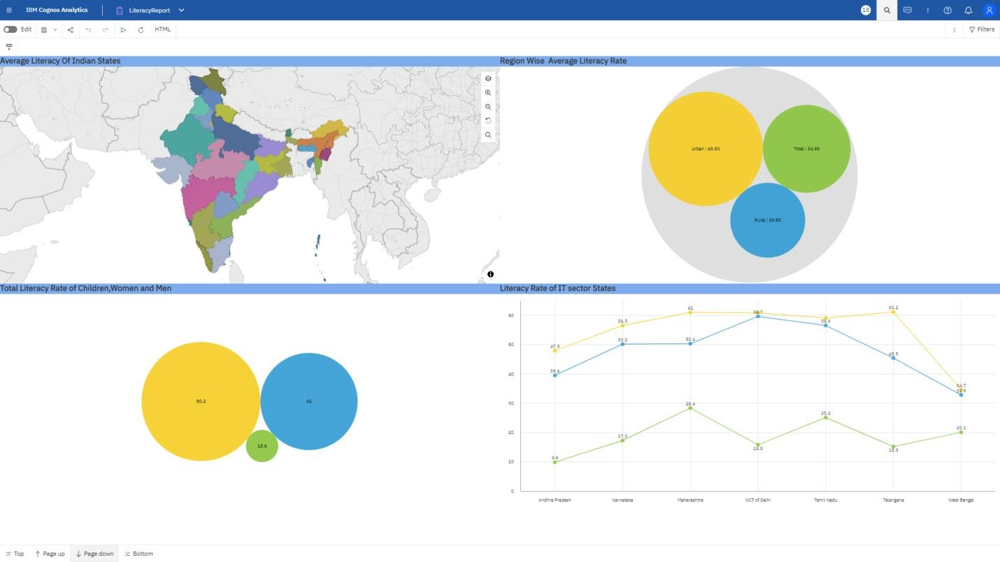 IBM Cognos Analytics
LiteracyReport
18
Edit
HTML
Filters
Average Literacy Of Indian States
Region Wise Average Literacy Rate
Urban | 45.50
Total | 34.93
Rural | 29.50
Total Literacy Rate of Children,Women and Men
Literacy Rate of IT sector States
50.2
41
13.6
60
50
40
30
20
10
0
47.9
56.5
61
61.2
34.7
39.6
50.2
50.4
59.7
56.6
45.5
32.9
9.9
17.3
28.4
15.8
25.2
15.3
20.1
Andhra Pradesh
Karnataka
Maharashtra
NCT of Delhi
Tamil Nadu
Telangana
West Bengal
Top
Page up
Page down
Bottom